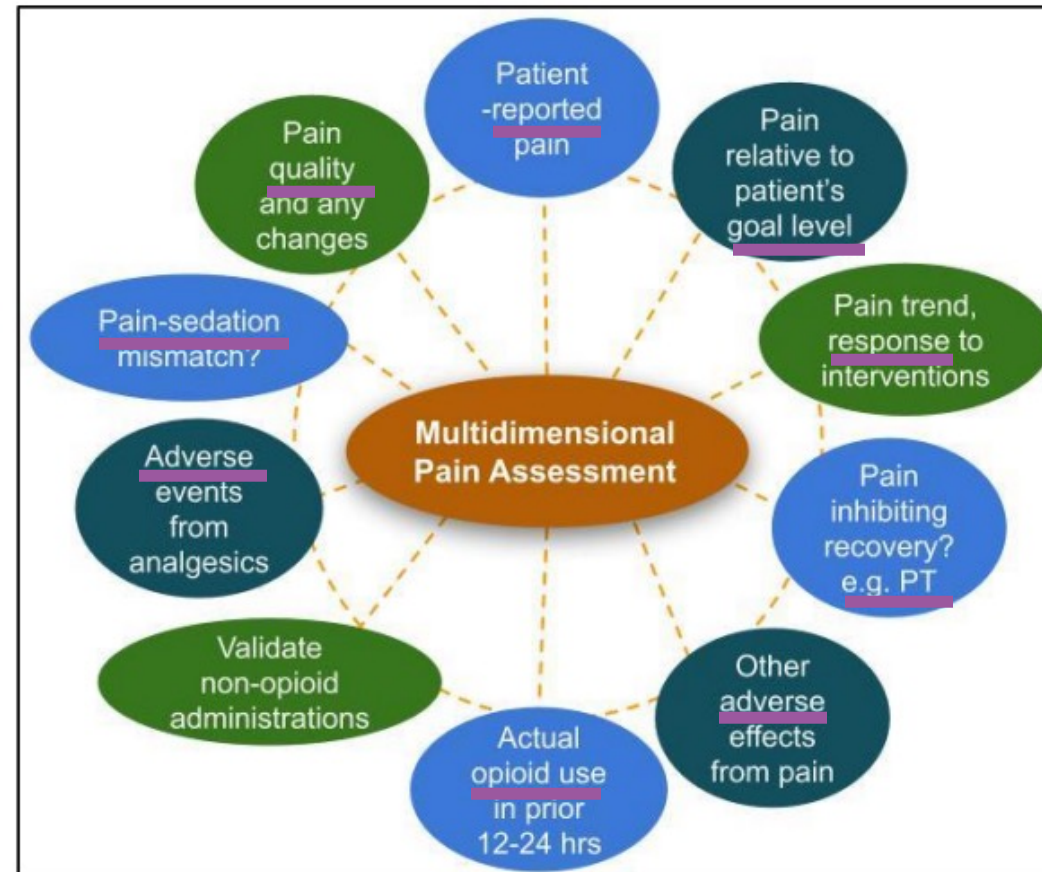 Patient
-reported
pain
Pain
relative to
patient's
goal level
Pain trend,
response to
interventions
Pain
inhibiting
recovery?
e.g. PT
Other
adverse
effects
from pain
Actual
opioid use
in prior
12-24 hrs
Validate
non-opioid
administrations
Adverse
events
from
analgesics
Pain-sedation
mismatch?
Pain
quality
and any
changes
Multidimensional
Pain Assessment